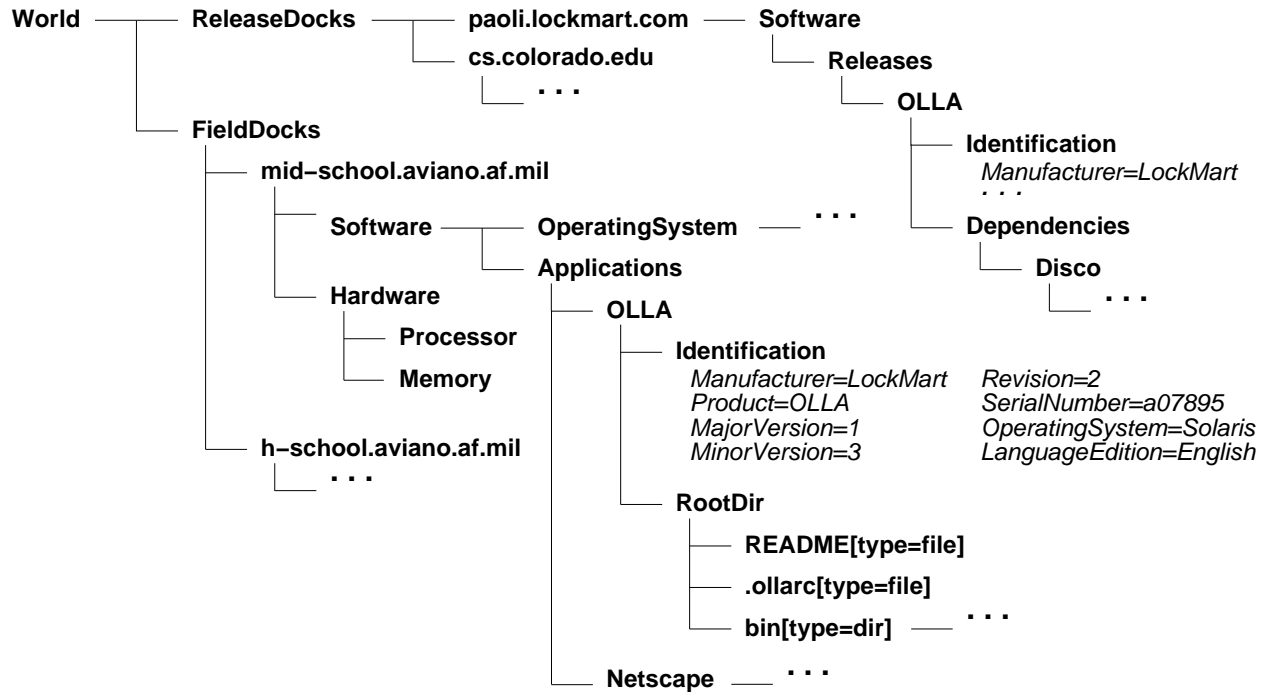 World ReleaseDocks paoli.lockmart.com Software
cs.colorado.edu Releases
. . .
OLLA
FieldDocks
Identification
mid−school.aviano.af.mil Manufacturer=LockMart
. . .
Software OperatingSystem . . . Dependencies
Applications Disco
Hardware . . .
OLLA
Processor
Identification
Memory
Manufacturer=LockMart Revision=2
Product=OLLA SerialNumber=a07895
h−school.aviano.af.mil MajorVersion=1 OperatingSystem=Solaris
. . . MinorVersion=3 LanguageEdition=English
RootDir
README[type=file]
.ollarc[type=file]
bin[type=dir] . . .
Netscape . . .